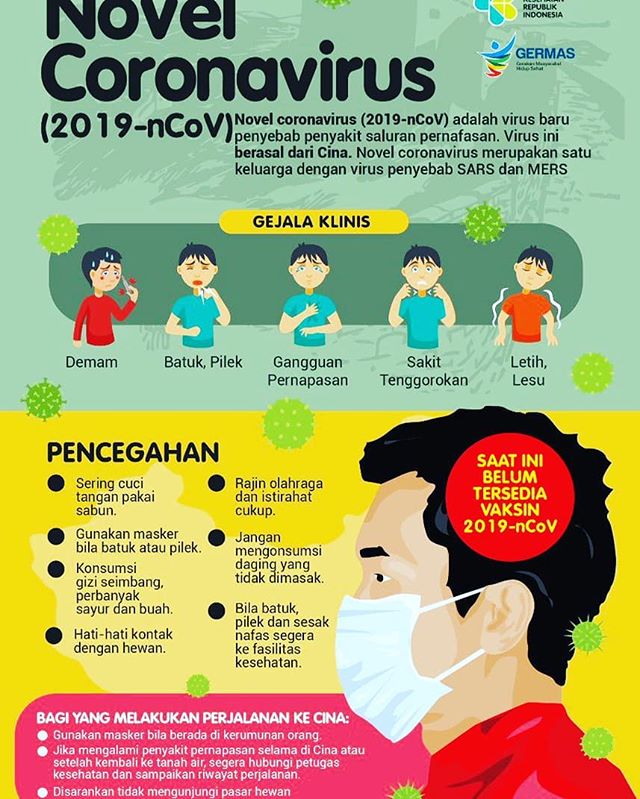 Novel
Coronavirus
(2019-nCoV)
REPUBLIK
INDONESIA
GERMAS
Gerakan Masyarakat
Hidup Sehat
Novel coronavirus (2019-nCoV) adalah virus baru
penyebab penyakit saluran pernafasan. Virus ini
berasal dari Cina. Novel coronavirus merupakan satu
keluarga dengan virus penyebab SARS dan MERS
GEJALA KLINIS
Demam
Batuk, Pilek
Gangguan
Pernapasan
Sakit
Tenggorokan
Letih,
Lesu
PENCEGAHAN
Sering cuci
tangan pakai
sabun.
Gunakan masker
bila batuk atau pilek.
Konsumsi
gizi seimbang,
perbanyak
sayur dan buah.
Hati-hati kontak
dengan hewan.
Rajin olahraga
dan istirahat
cukup.
Jangan
mengonsumsi
daging yang
tidak dimasak.
Bila batuk,
pilek dan sesak
nafas segera
ke fasilitas
kesehatan.
SAAT INI
BELUM
TERSEDIA
VAKSIN
2019-nCoV
BAGI YANG MELAKUKAN PERJALANAN KE CINA:
Gunakan masker bila berada di kerumunan orang.
Jika mengalami penyakit pernapasan selama di Cina atau
setelah kembali ke tanah air, segera hubungi petugas
kesehatan dan sampaikan riwayat perjalanan.
Disarankan tidak mengunjungi pasar hewan